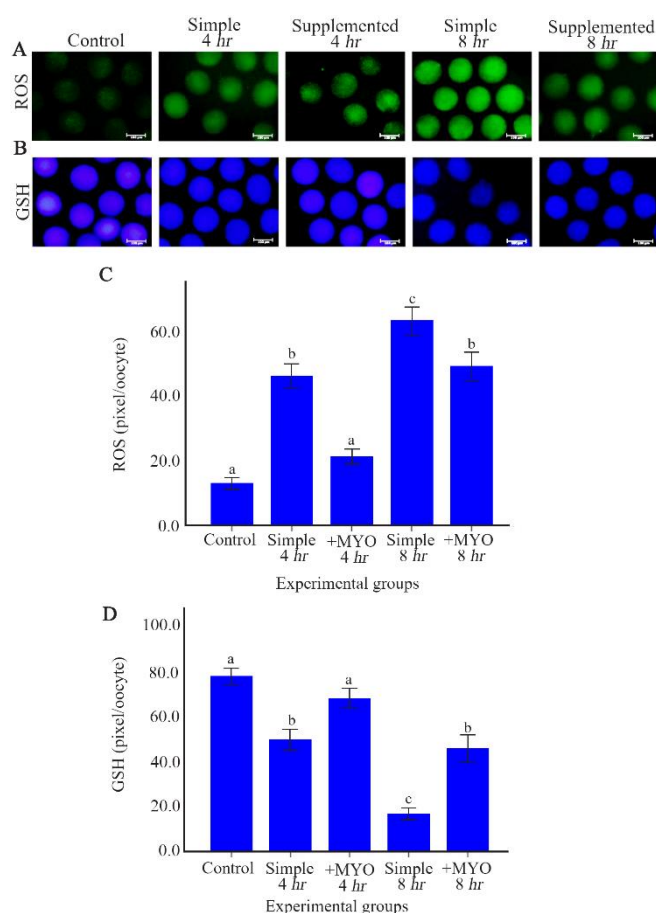 Simple Supplemented Simple Supplemented
A Control 4 hr 4 hr 8 hr 8 hr
ROS
B
GSH
C
ROS (pixel/oocyte)
60.0
40.0
20.0
0.0
a
b
a
c
b
Control Simple +MYO Simple +MYO
4 hr 4 hr 8 hr 8 hr
Experimental groups
D
GSH (pixel/oocyte)
100.0
80.0
60.0
40.0
20.0
0.0
a
b
a
c
b
Control Simple +MYO Simple +MYO
4 hr 4 hr 8 hr 8 hr
Experimental groups